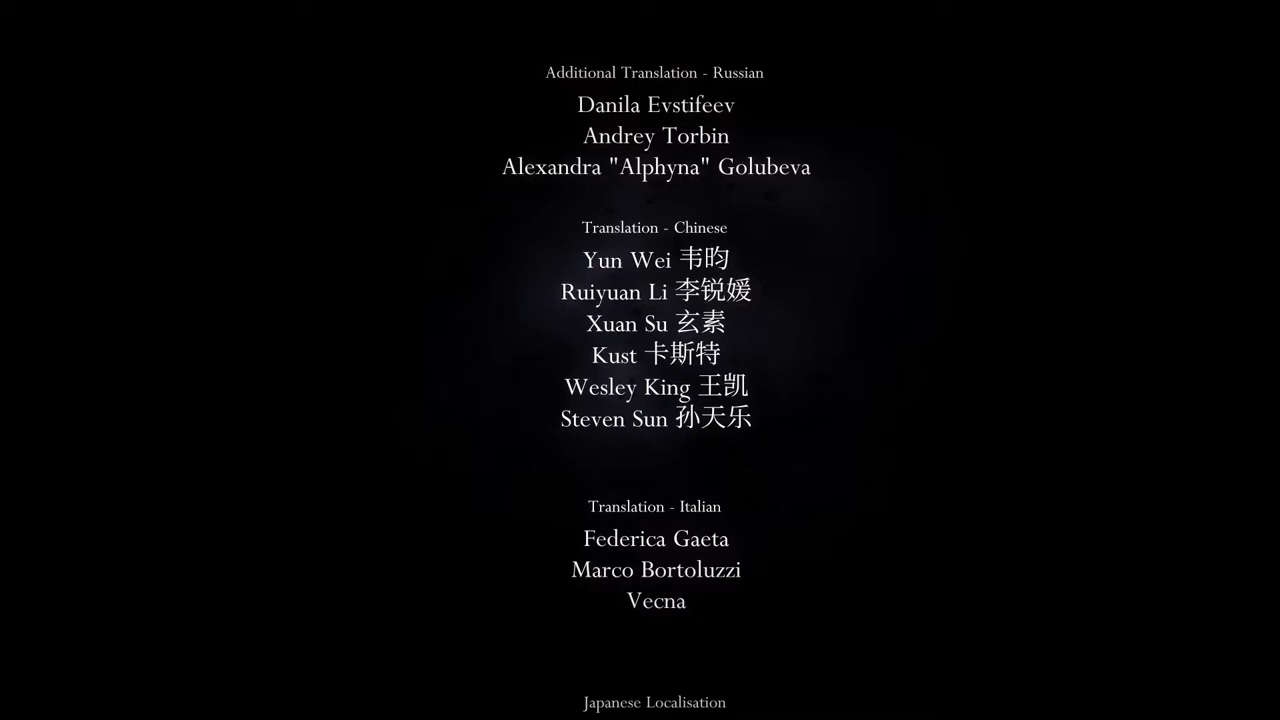 Additional Translation - Russian
Danila Evstifeev
Andrey Torbin
Alexandra "Alphyna" Golubeva
Translation - Chinese
Yun Wei 韦昀
Ruiyuan Li 李锐媛
Xuan Su 玄素
Kust 卡斯特
Wesley King 王凯
Steven Sun 孙天乐
Translation - Italian
Federica Gaeta
Marco Bortoluzzi
Vecna
Japanese Localisation